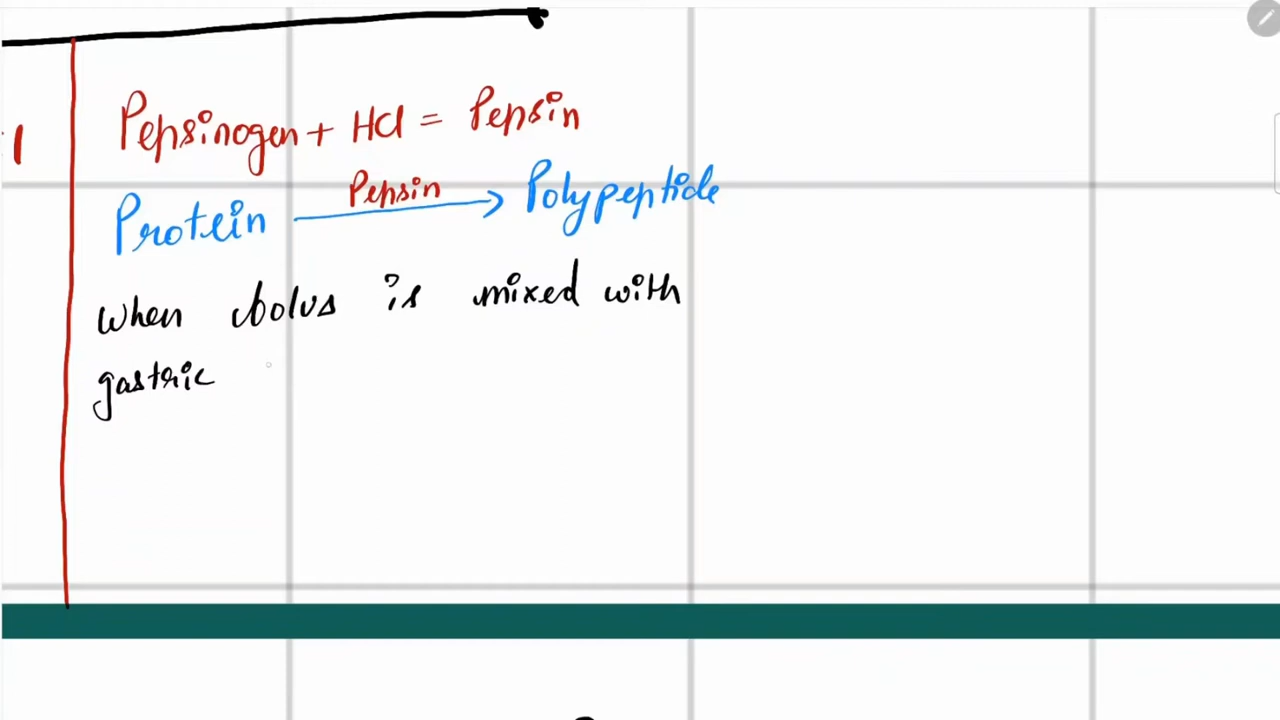 Pepsinogen + HCl = Pepsin
Protein Pepsin → Polypeptide
When bolus is mixed with
gastric